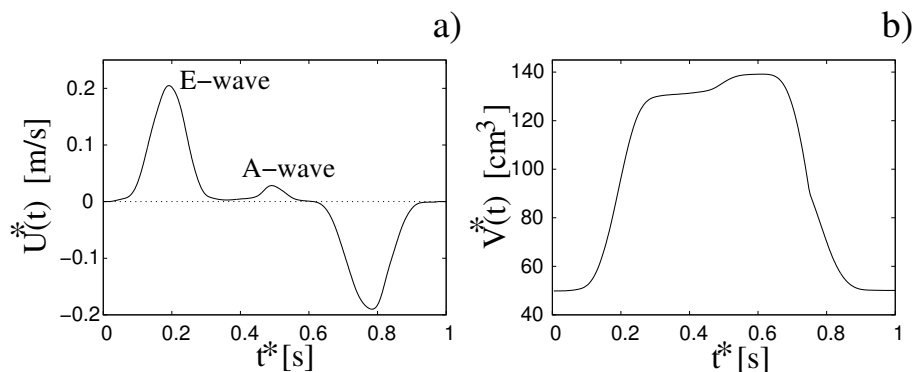 a)
E−wave
A−wave
U*(t) [m/s]
0.2
0.1
0
−0.1
−0.2
0 0.2 0.4 0.6 0.8 1
t* [s]
b)
V*(t) [cm³]
140
120
100
80
60
40
0 0.2 0.4 0.6 0.8 1
t* [s]